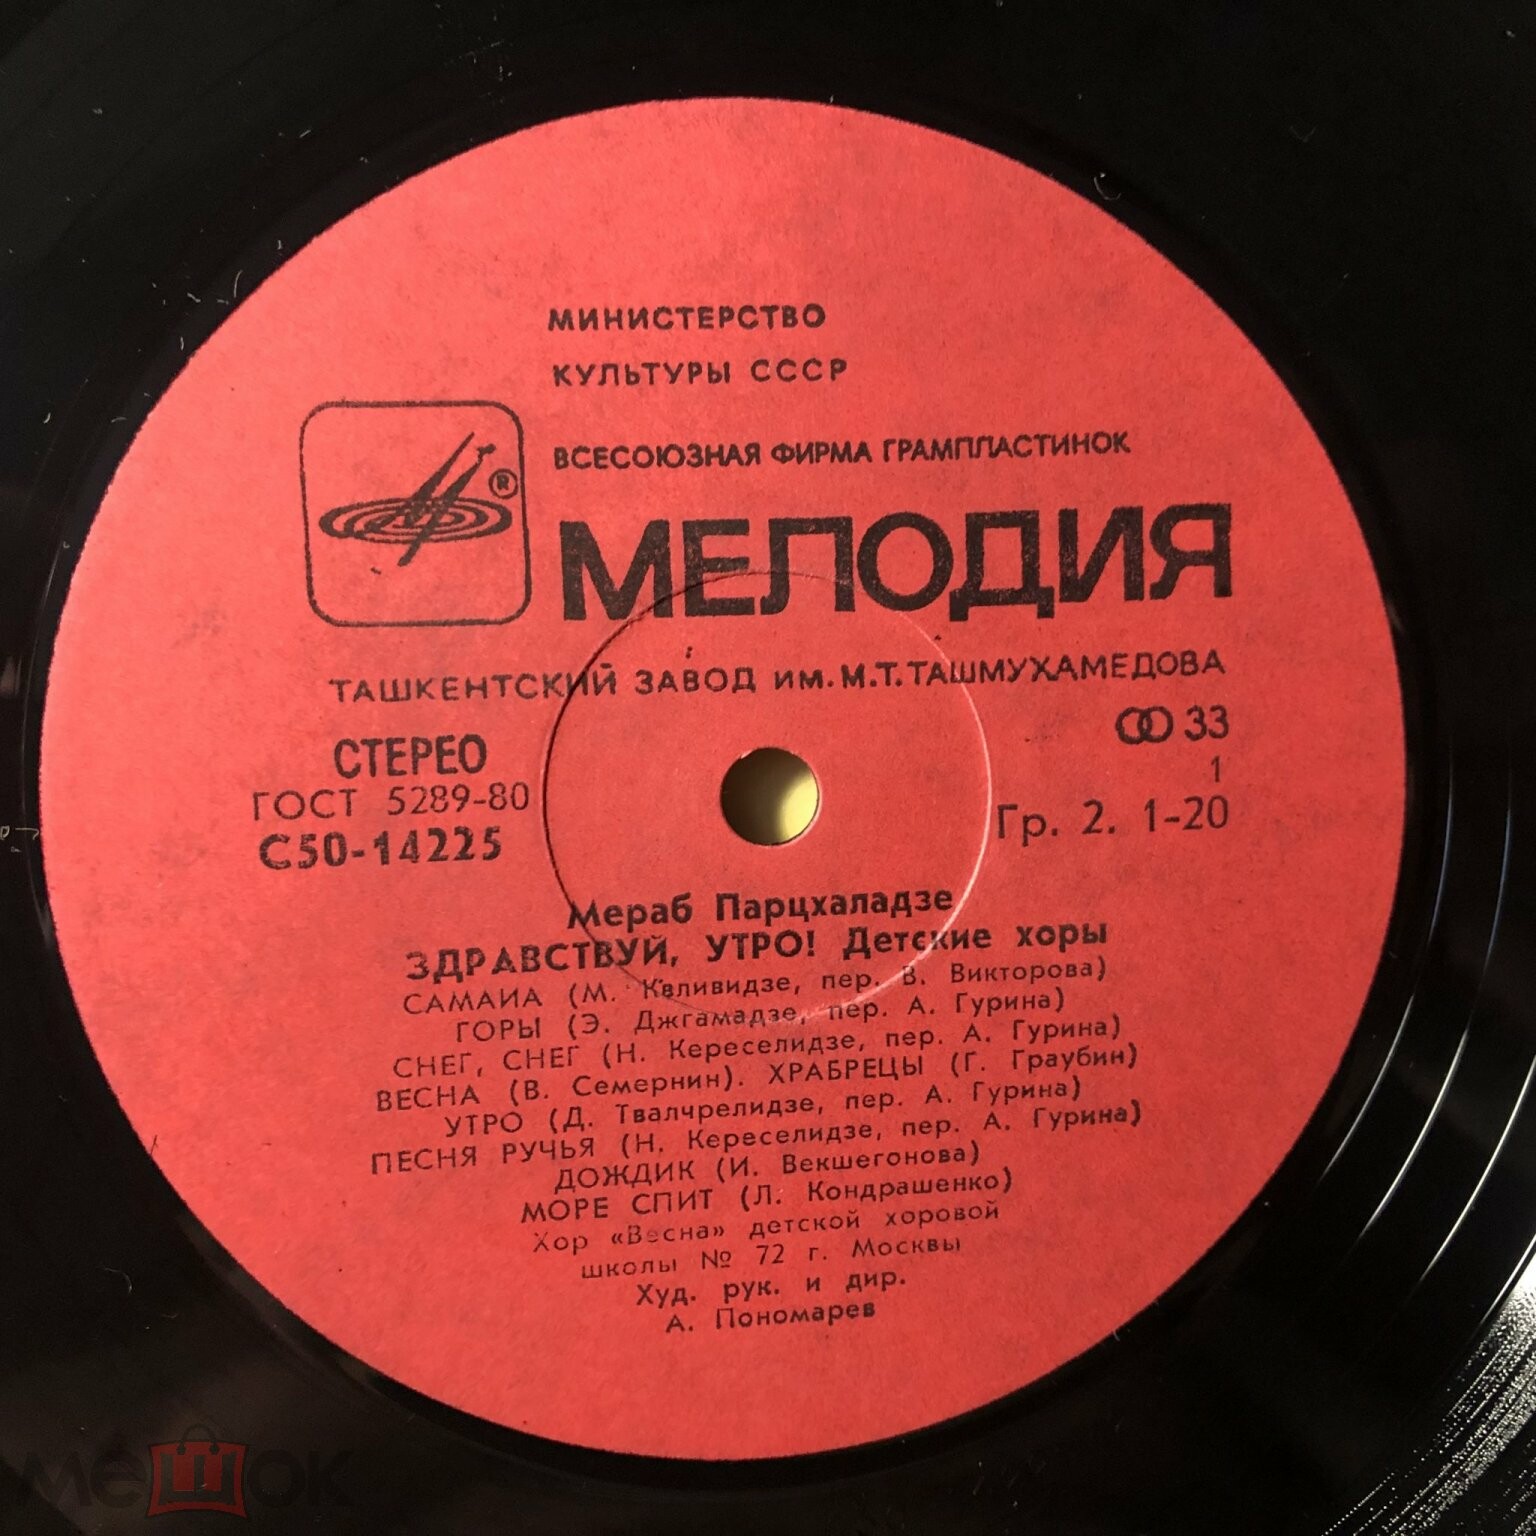 МИНИСТЕРСТВО
КУЛЬТУРЫ СССР
ВСЕСОЮЗНАЯ ФИРМА ГРАМПЛАСТИНОК
®
МЕЛОДИЯ
ТАШКЕНТСКИЙ ЗАВОД ИМ. М.Т. ТАШМУХАМЕДОВА
СТЕРЕО
33
ГОСТ 5289-80
1
С50-14225
Гр. 2. 1-20
Мераб Парцхаладзе
ЗДРАВСТВУЙ, УТРО! Детские хоры
САМАИА (М. Квливидзе, пер. В. Викторова)
ГОРЫ (Э. Джгамадзе, пер. А. Гурина)
СНЕГ, СНЕГ (Н. Кереселидзе, пер. А. Гурина)
ВЕСНА (В. Семернин). ХРАБРЕЦЫ (Г. Граубин)
УТРО (Д. Твалчрелидзе, пер. А. Гурина)
ПЕСНЯ РУЧЬЯ (Н. Кереселидзе, пер. А. Гурина)
ДОЖДИК (И. Векшегонова)
МОРЕ СПИТ (Л. Кондрашенко)
Хор «Весна» детской хоровой
школы № 72 г. Москвы
Худ. рук. и дир.
А. Пономарев
мешок